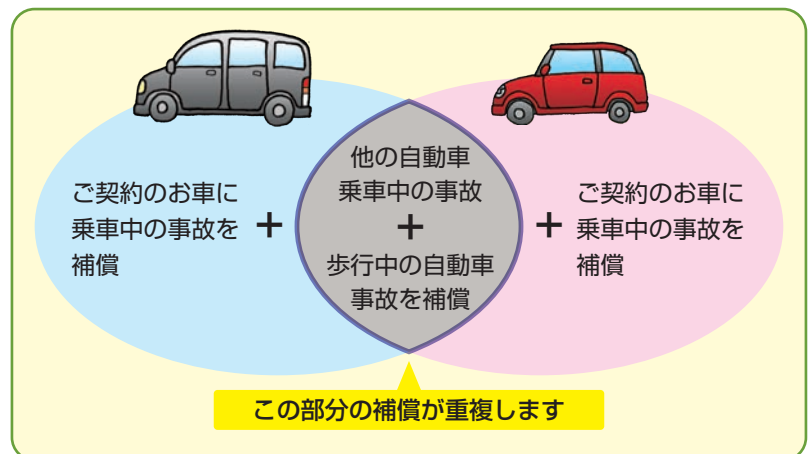 ご契約のお車に
乗車中の事故を
補償
+
他の自動車
乗車中の事故
+
歩行中の自動車
事故を補償
+
ご契約のお車に
乗車中の事故を
補償
この部分の補償が重複します